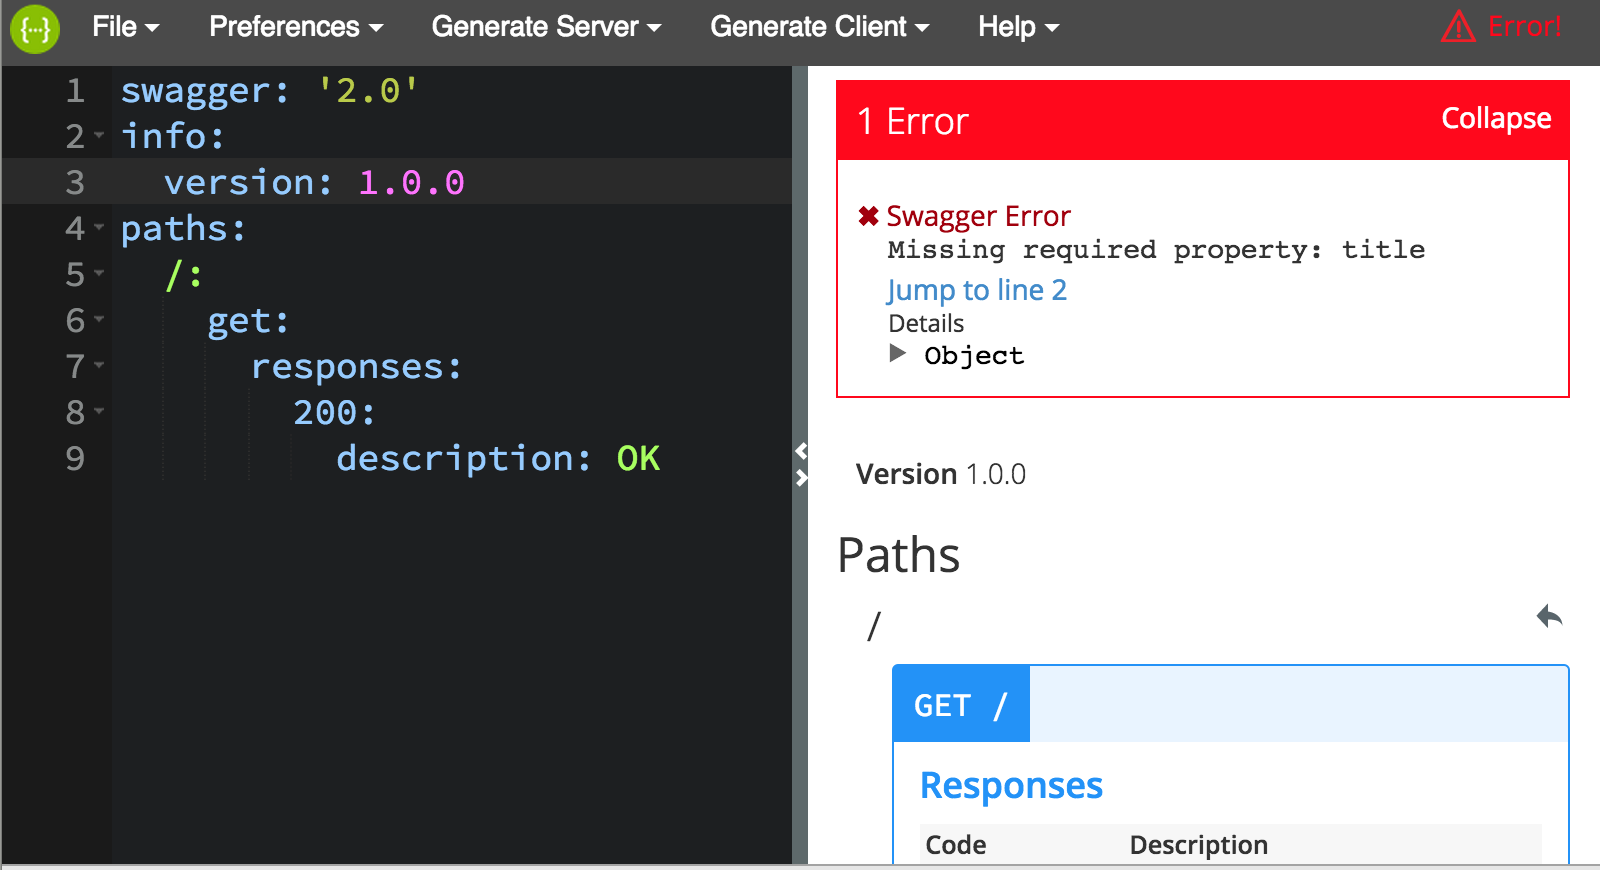 {...} File Preferences Generate Server Generate Client Help Error!
1 swagger: '2.0'
2 info:
3 version: 1.0.0
4 paths:
5 /:
6 get:
7 responses:
8 200:
9 description: OK
1 Error Collapse
✖ Swagger Error
Missing required property: title
Jump to line 2
Details
▶ Object
Version 1.0.0
Paths
/
GET /
Responses
Code Description